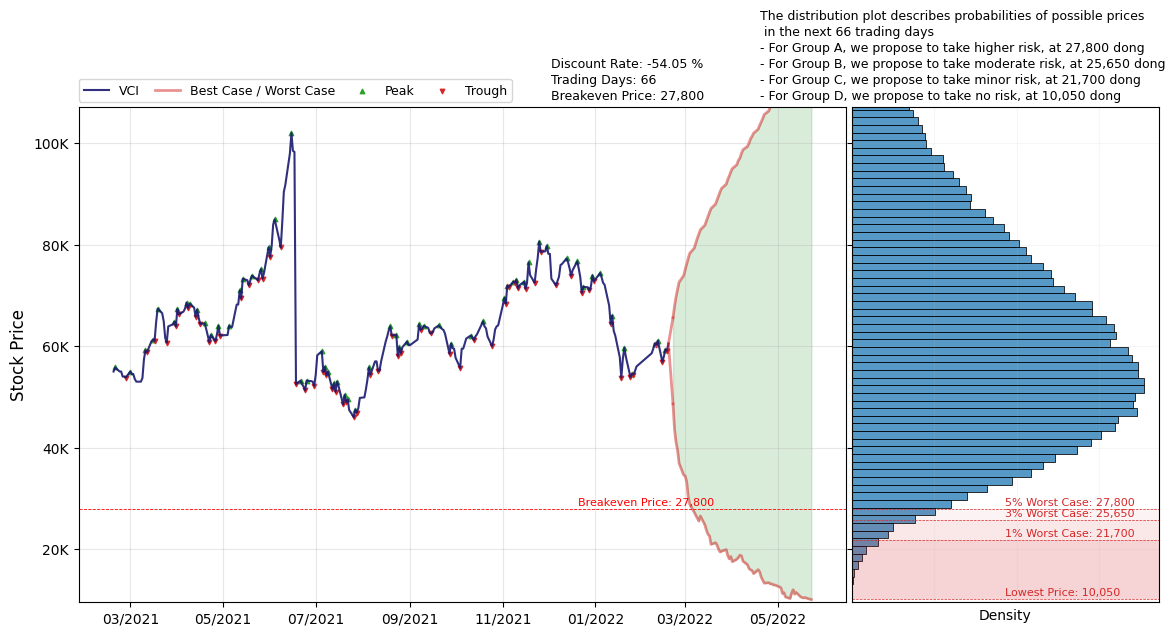 The distribution plot describes probabilities of possible prices
in the next 66 trading days
- For Group A, we propose to take higher risk, at 27,800 dong
- For Group B, we propose to take moderate risk, at 25,650 dong
- For Group C, we propose to take minor risk, at 21,700 dong
- For Group D, we propose to take no risk, at 10,050 dong
Discount Rate: -54.05 %
Trading Days: 66
Breakeven Price: 27,800
VCI
Best Case / Worst Case
Peak
Trough
Stock Price
100K
80K
60K
40K
20K
Breakeven Price: 27,800
5% Worst Case: 27,800
3% Worst Case: 25,650
1% Worst Case: 21,700
Lowest Price: 10,050
03/2021
05/2021
07/2021
09/2021
11/2021
01/2022
03/2022
05/2022
Density